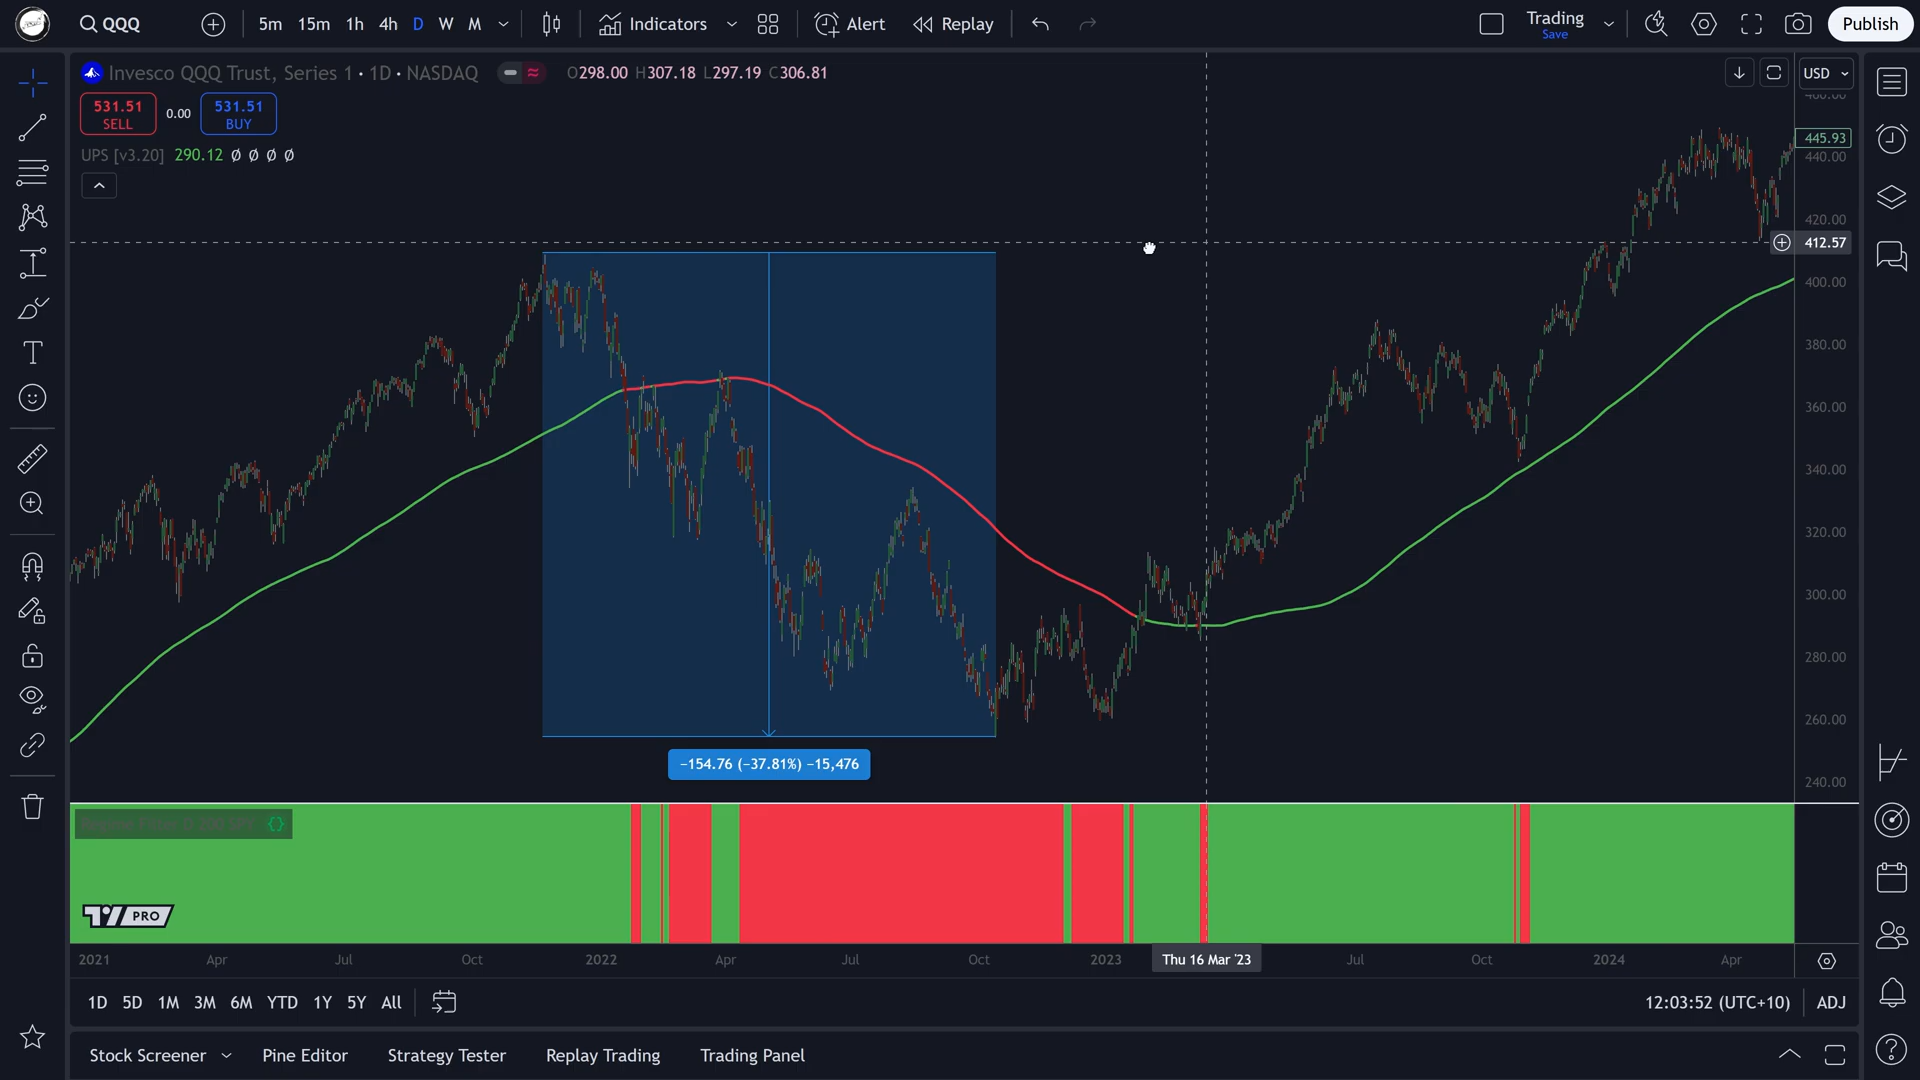 QQQ
5m 15m 1h 4h D W M
Indicators
Alert
Replay
Trading
Save
Publish
Invesco QQQ Trust, Series 1 · 1D · NASDAQ
O298.00 H307.18 L297.19 C306.81
USD
531.51
SELL
0.00
531.51
BUY
UPS [v3.20] 290.12 Ø Ø Ø Ø
460.00
445.93
440.00
420.00
412.57
400.00
380.00
360.00
340.00
320.00
300.00
280.00
260.00
240.00
−154.76 (−37.81%) −15,476
PRO
2021 Apr Jul Oct 2022 Apr Jul Oct 2023 Thu 16 Mar '23 Jul Oct 2024 Apr
1D 5D 1M 3M 6M YTD 1Y 5Y All
12:03:52 (UTC+10) ADJ
Stock Screener Pine Editor Strategy Tester Replay Trading Trading Panel